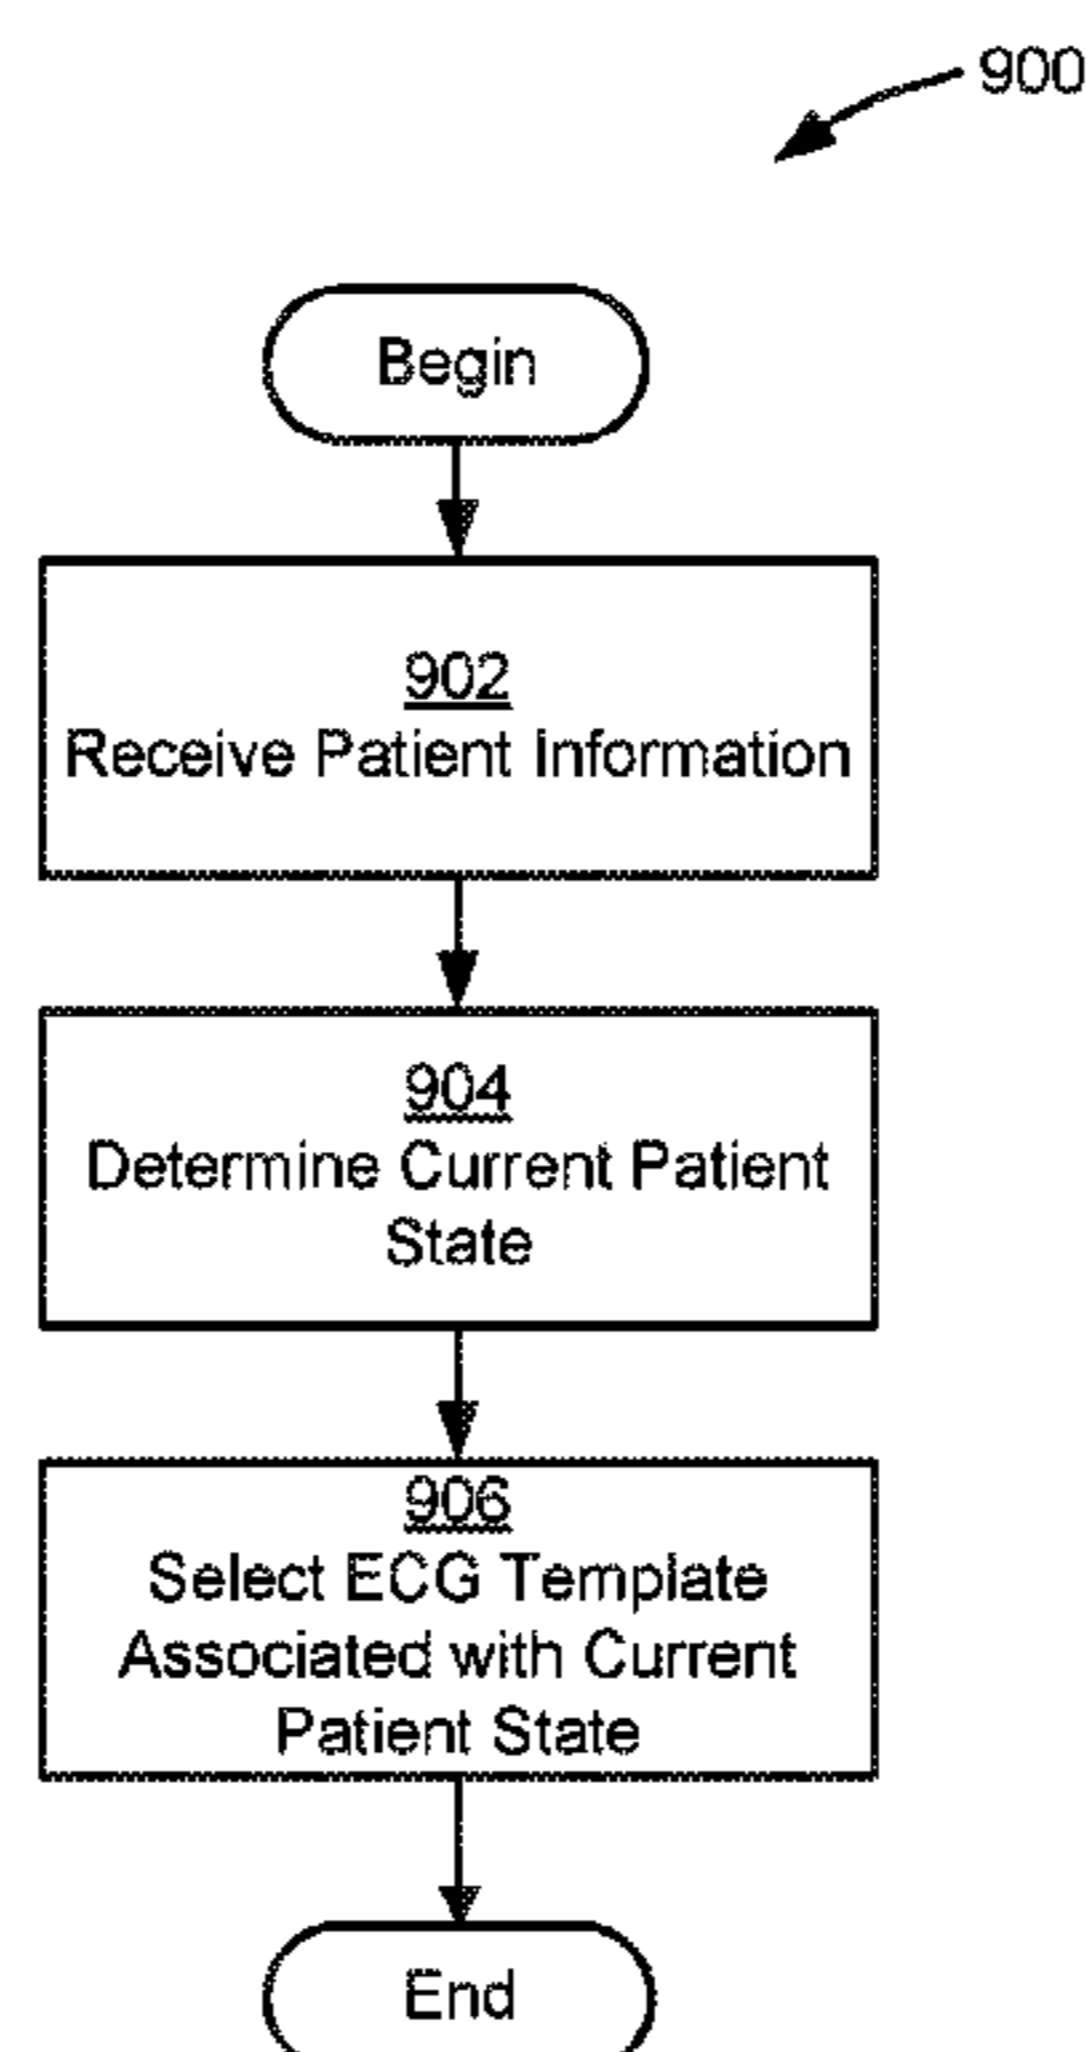 900
Begin
902
Receive Patient Information
904
Determine Current Patient
State
906
Select ECG Template
Associated with Current
Patient State
End